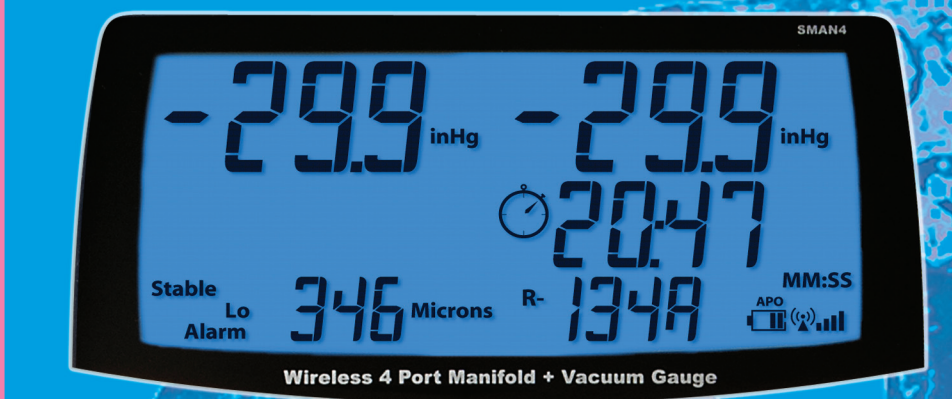 SMAN4
-29.9 inHg -29.9 inHg
20:47
MM:SS
Stable
Lo
Alarm
346 Microns
R- 134A
APO
Wireless 4 Port Manifold + Vacuum Gauge